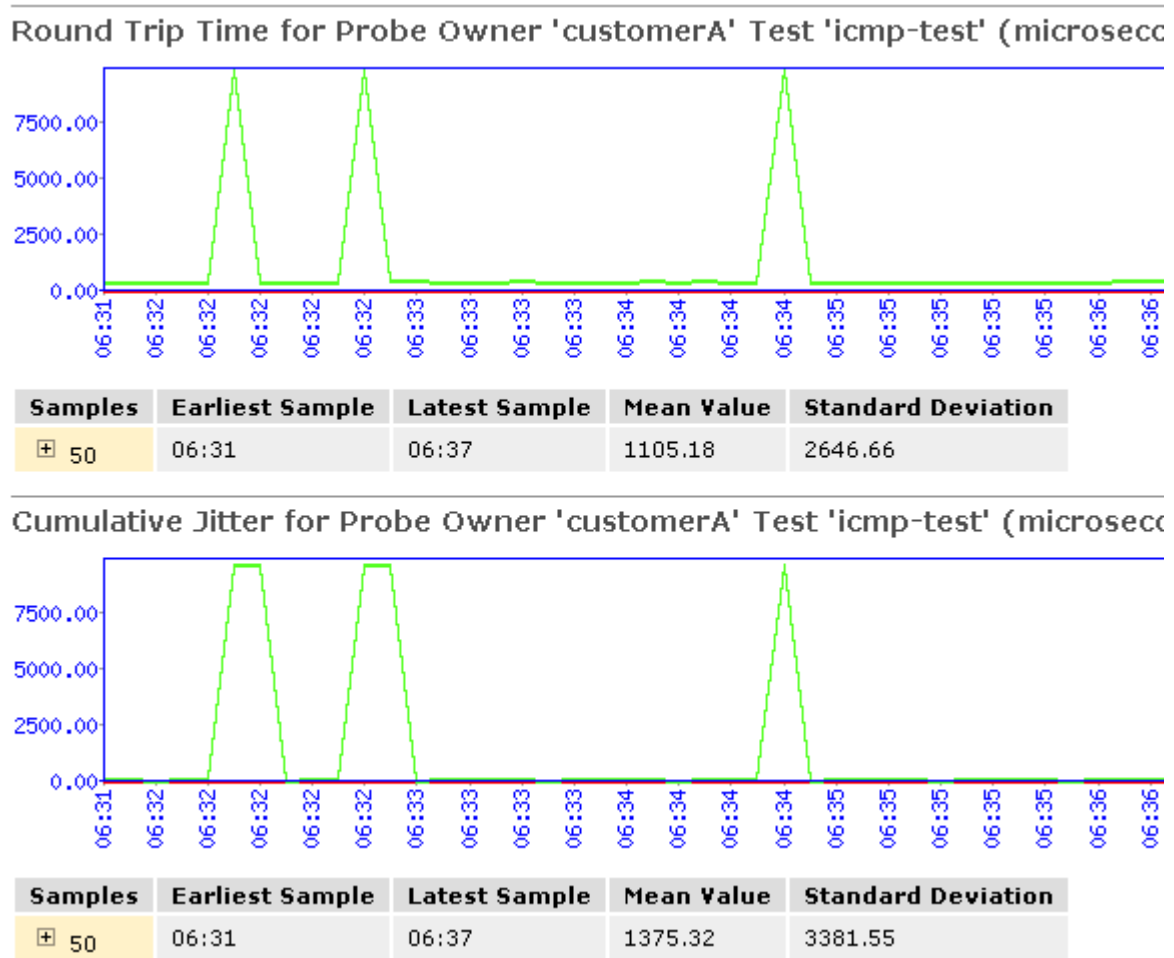 Round Trip Time for Probe Owner 'customerA' Test 'icmp-test' (microsec
7500.00
5000.00
2500.00
0.00
06:31 06:32 06:32 06:32 06:32 06:32 06:33 06:33 06:33 06:33 06:34 06:34 06:34 06:34 06:35 06:35 06:35 06:35 06:35 06:36 06:36
Samples Earliest Sample Latest Sample Mean Value Standard Deviation
50 06:31 06:37 1105.18 2646.66
Cumulative Jitter for Probe Owner 'customerA' Test 'icmp-test' (microsec
7500.00
5000.00
2500.00
0.00
06:31 06:32 06:32 06:32 06:32 06:32 06:33 06:33 06:33 06:33 06:34 06:34 06:34 06:34 06:35 06:35 06:35 06:35 06:35 06:36 06:36
Samples Earliest Sample Latest Sample Mean Value Standard Deviation
50 06:31 06:37 1375.32 3381.55